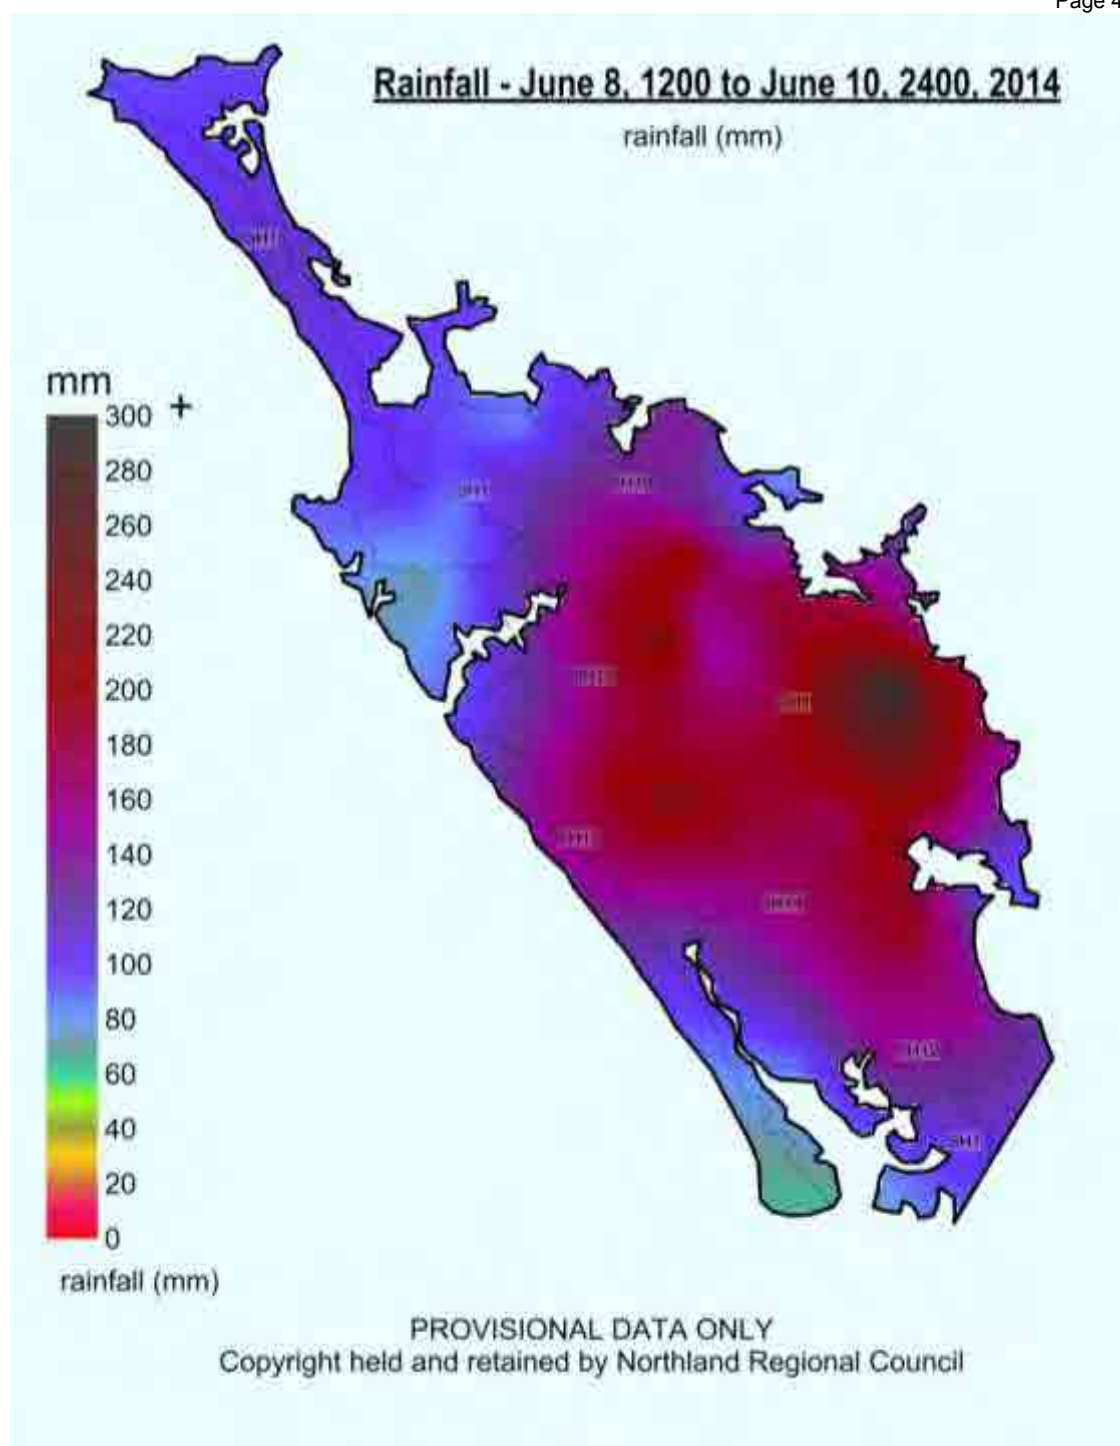 Page 4
Rainfall - June 8, 1200 to June 10, 2400, 2014
rainfall (mm)
mm
300 +
280
260
240
220
200
180
160
140
120
100
80
60
40
20
0
rainfall (mm)
SH1
PROVISIONAL DATA ONLY
Copyright held and retained by Northland Regional Council